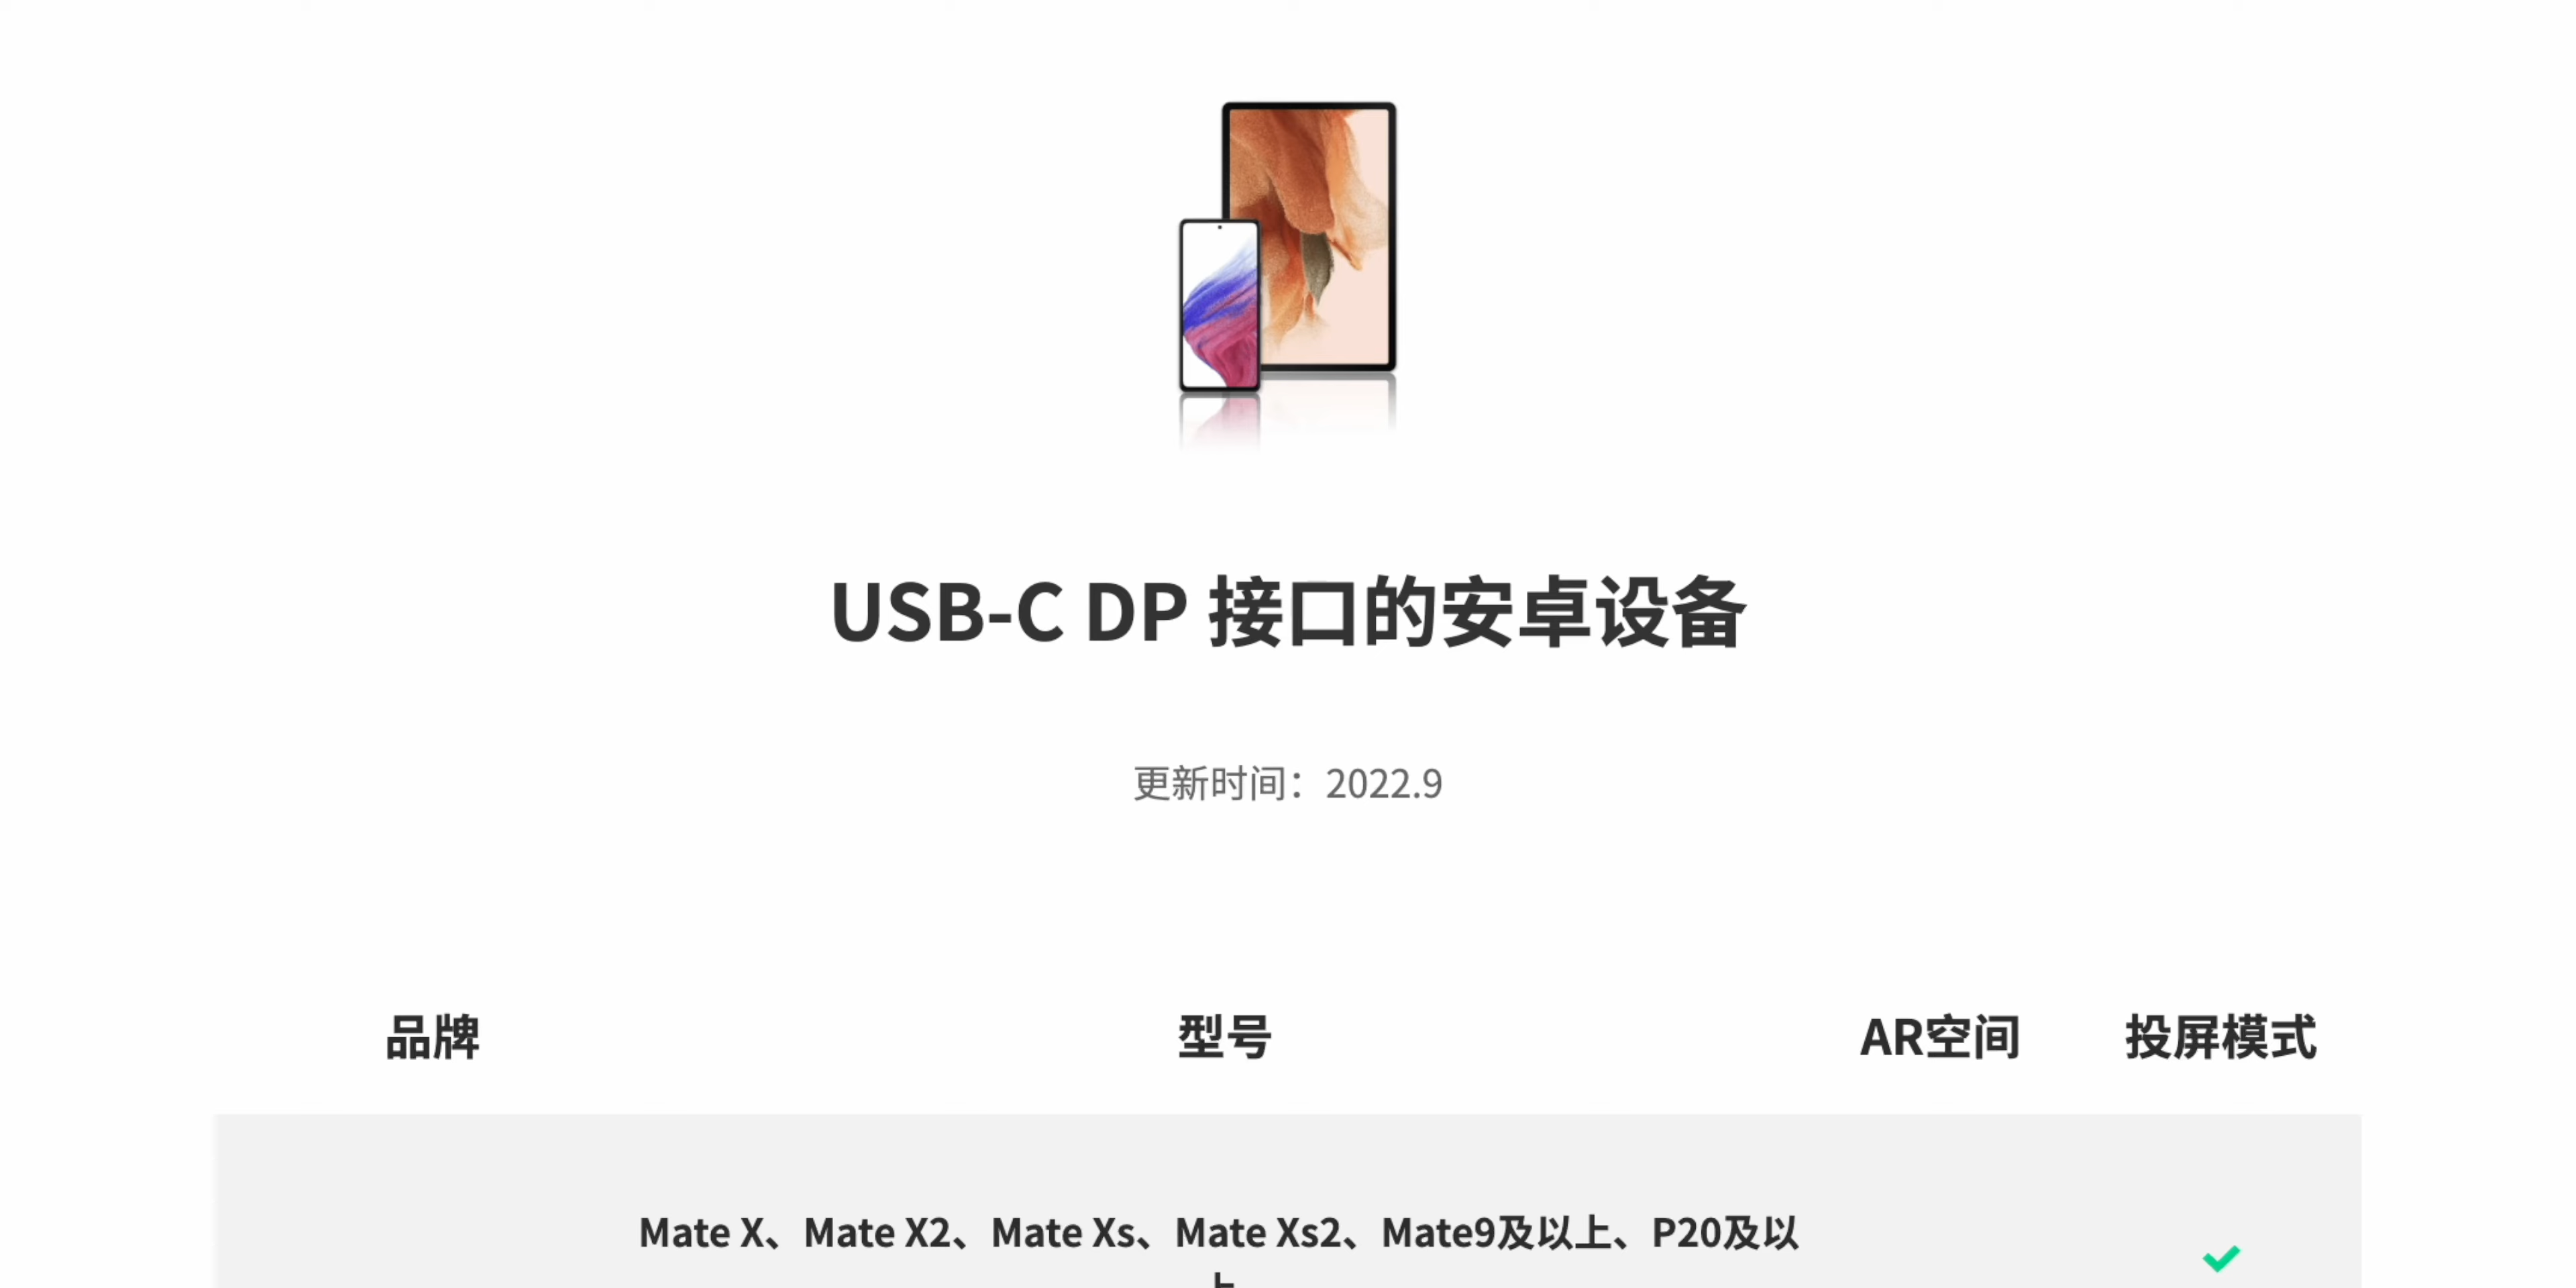 USB-C DP 接口的安卓设备
更新时间：2022.9
品牌 型号 AR空间 投屏模式
Mate X、Mate X2、Mate Xs、Mate Xs2、Mate9及以上、P20及以
上